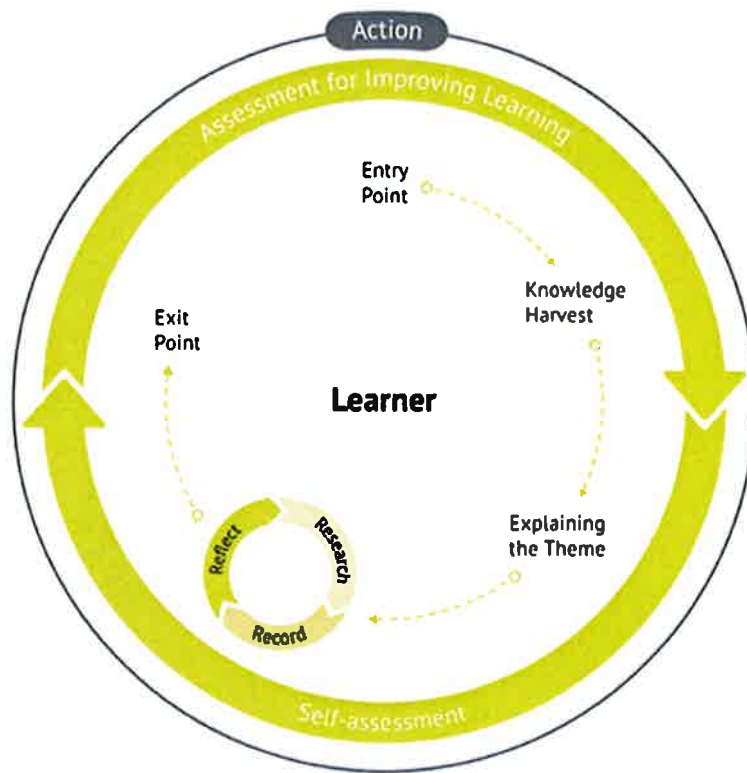 Action
Assessment for Improving Learning
Entry
Point
Knowledge
Harvest
Exit
Point
Learner
Explaining
the Theme
Research
Reflect
Record
Self-assessment